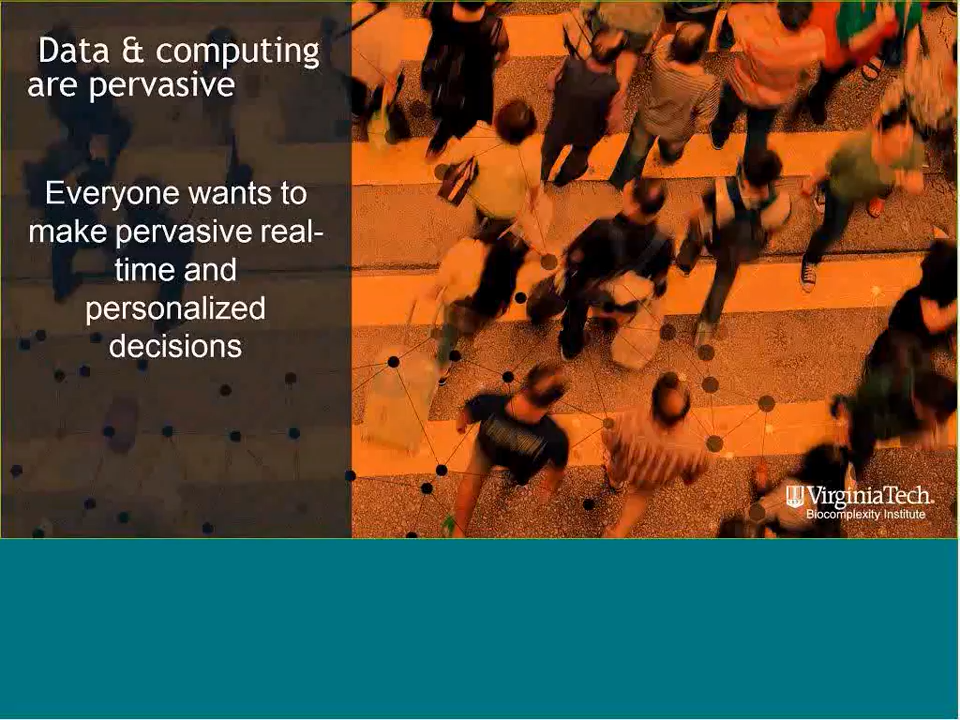 Data & computing
are pervasive
Everyone wants to
make pervasive real-
time and
personalized
decisions
VirginiaTech.
Biocomplexity Institute